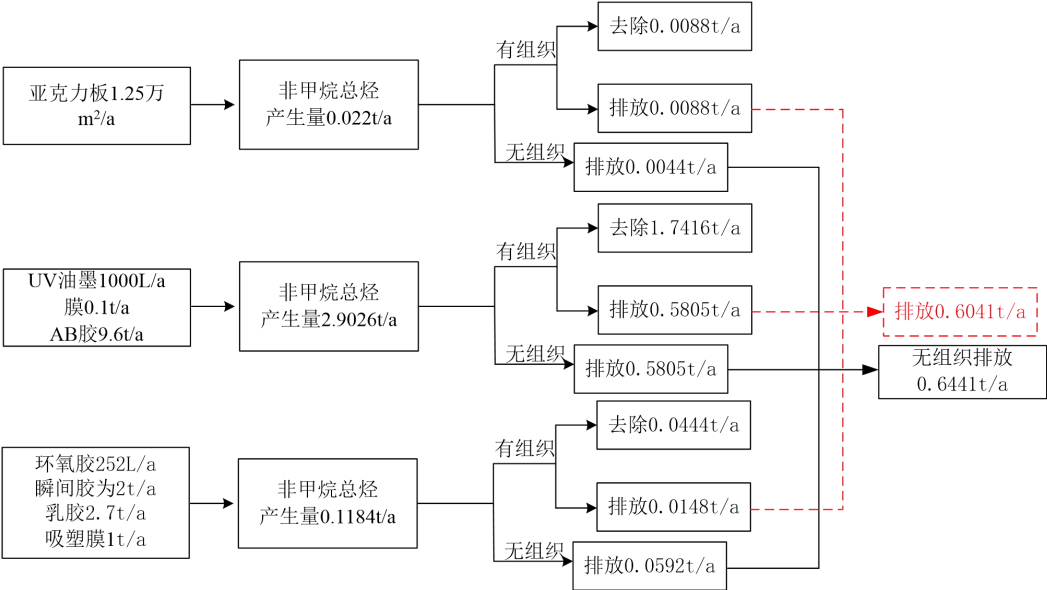 亚克力板1.25万
m²/a
非甲烷总烃
产生量0.022t/a
有组织
去除0.0088t/a
排放0.0088t/a
无组织
排放0.0044t/a
UV油墨1000L/a
膜0.1t/a
AB胶9.6t/a
非甲烷总烃
产生量2.9026t/a
有组织
去除1.7416t/a
排放0.5805t/a
无组织
排放0.5805t/a
环氧胶252L/a
瞬间胶为2t/a
乳胶2.7t/a
吸塑膜1t/a
非甲烷总烃
产生量0.1184t/a
有组织
去除0.0444t/a
排放0.0148t/a
无组织
排放0.0592t/a
排放0.6041t/a
无组织排放
0.6441t/a